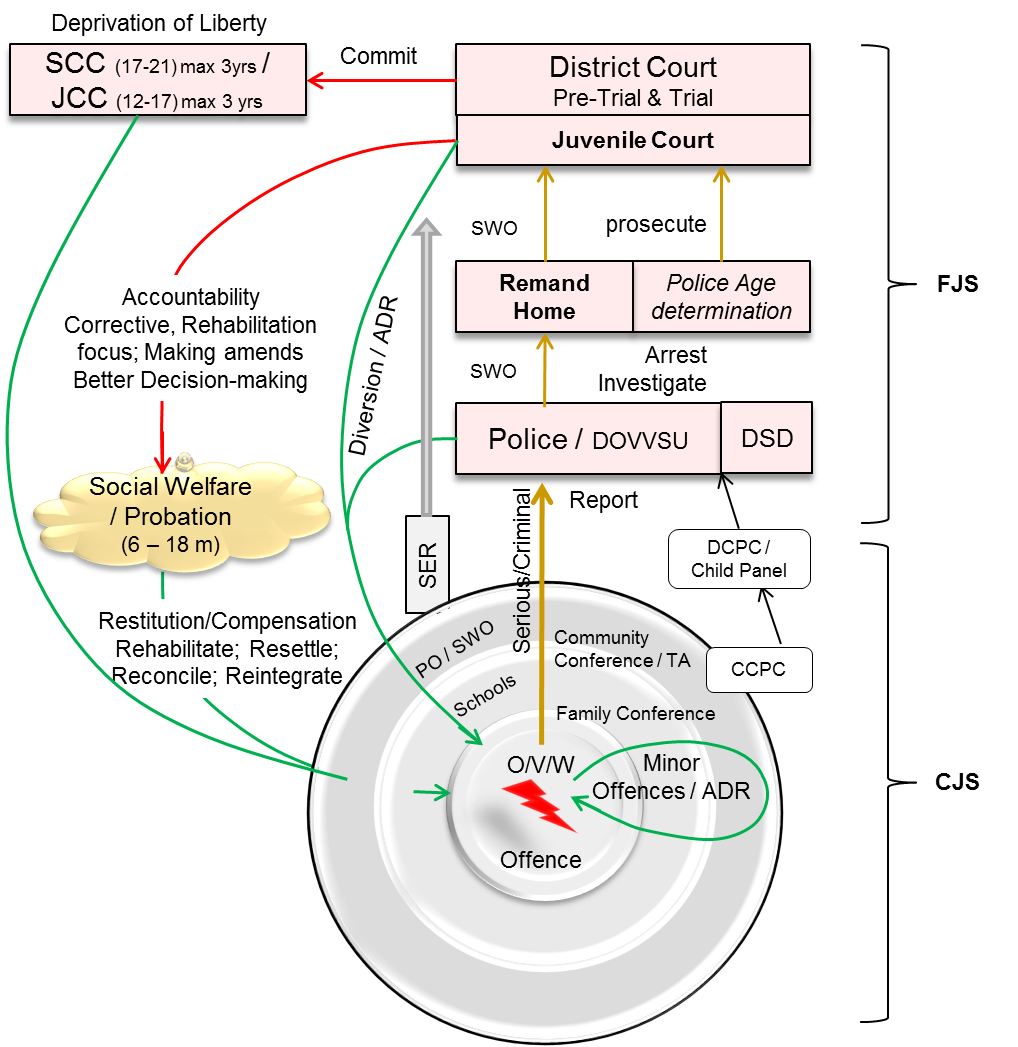 Deprivation of Liberty
SCC (17-21) max 3yrs /
JCC (12-17) max 3 yrs
Commit
District Court
Pre-Trial & Trial
Juvenile Court
SWO
prosecute
Remand
Home
Police Age
determination
FJS
Accountability
Corrective, Rehabilitation
focus; Making amends
Better Decision-making
Diversion / ADR
SWO
Arrest
Investigate
Police / DOVVSU
DSD
Social Welfare
/ Probation
(6 – 18 m)
Serious/Criminal
Report
SER
DCPC /
Child Panel
Restitution/Compensation
Rehabilitate; Resettle;
Reconcile; Reintegrate
PO / SWO
Community
Conference / TA
CCPC
Schools
Family Conference
O/V/W
Minor
Offences / ADR
CJS
Offence